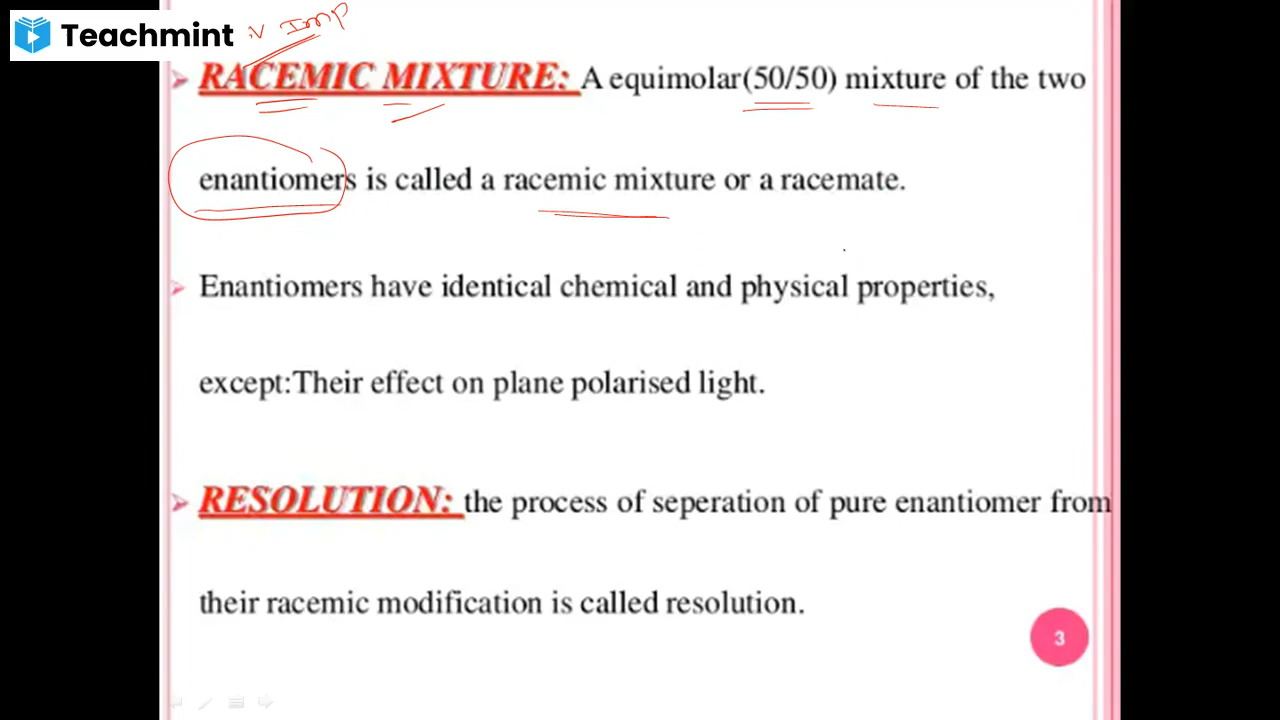 Teachmint
v Imp
RACEMIC MIXTURE: A equimolar(50/50) mixture of the two
enantiomers is called a racemic mixture or a racemate.
Enantiomers have identical chemical and physical properties,
except:Their effect on plane polarised light.
RESOLUTION: the process of seperation of pure enantiomer from
their racemic modification is called resolution.
3